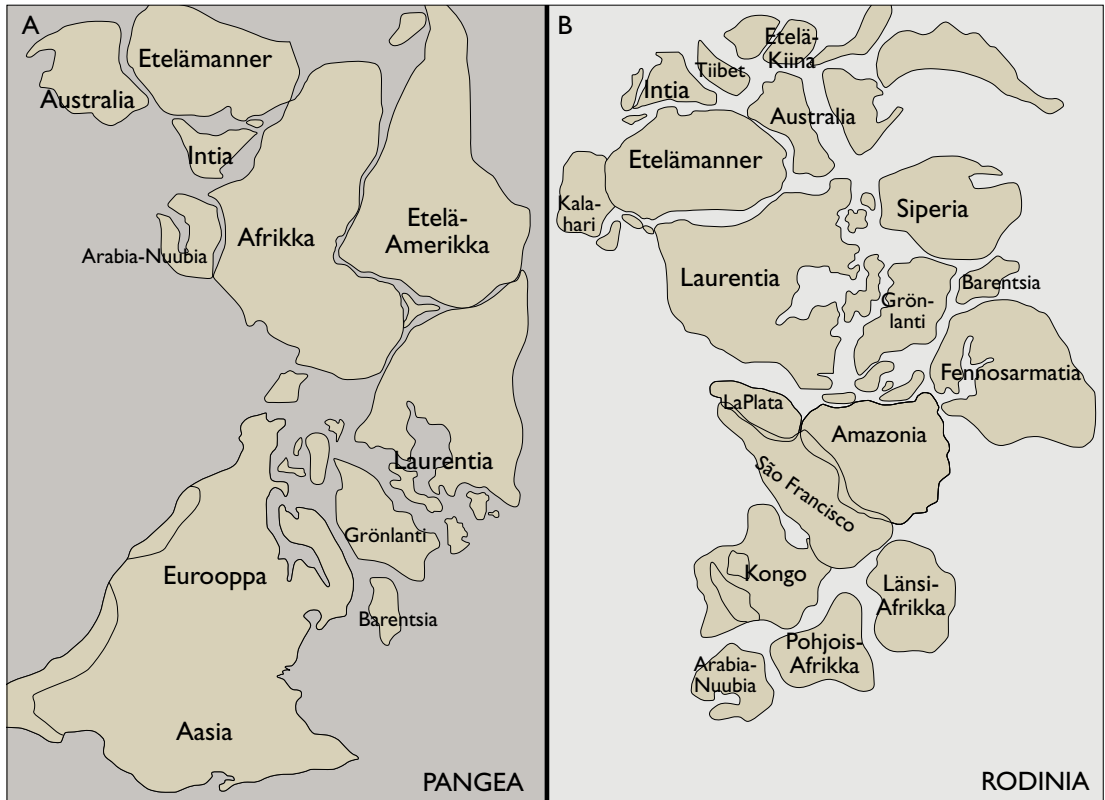 A
Etelämanner
Australia
Intia
Arabia-Nuubia
Afrikka
Etelä-
Amerikka
Laurentia
Grönlanti
Eurooppa
Barentsia
Aasia
PANGEA
B
Etelä-
Kiina
Tiibet
Intia
Australia
Etelämanner
Kala-
hari
Siperia
Laurentia
Barentsia
Grön-
lanti
Fennosarmatia
LaPlata
Amazonia
São Francisco
Kongo
Länsi-
Afrikka
Pohjois-
Afrikka
Arabia-
Nuubia
RODINIA